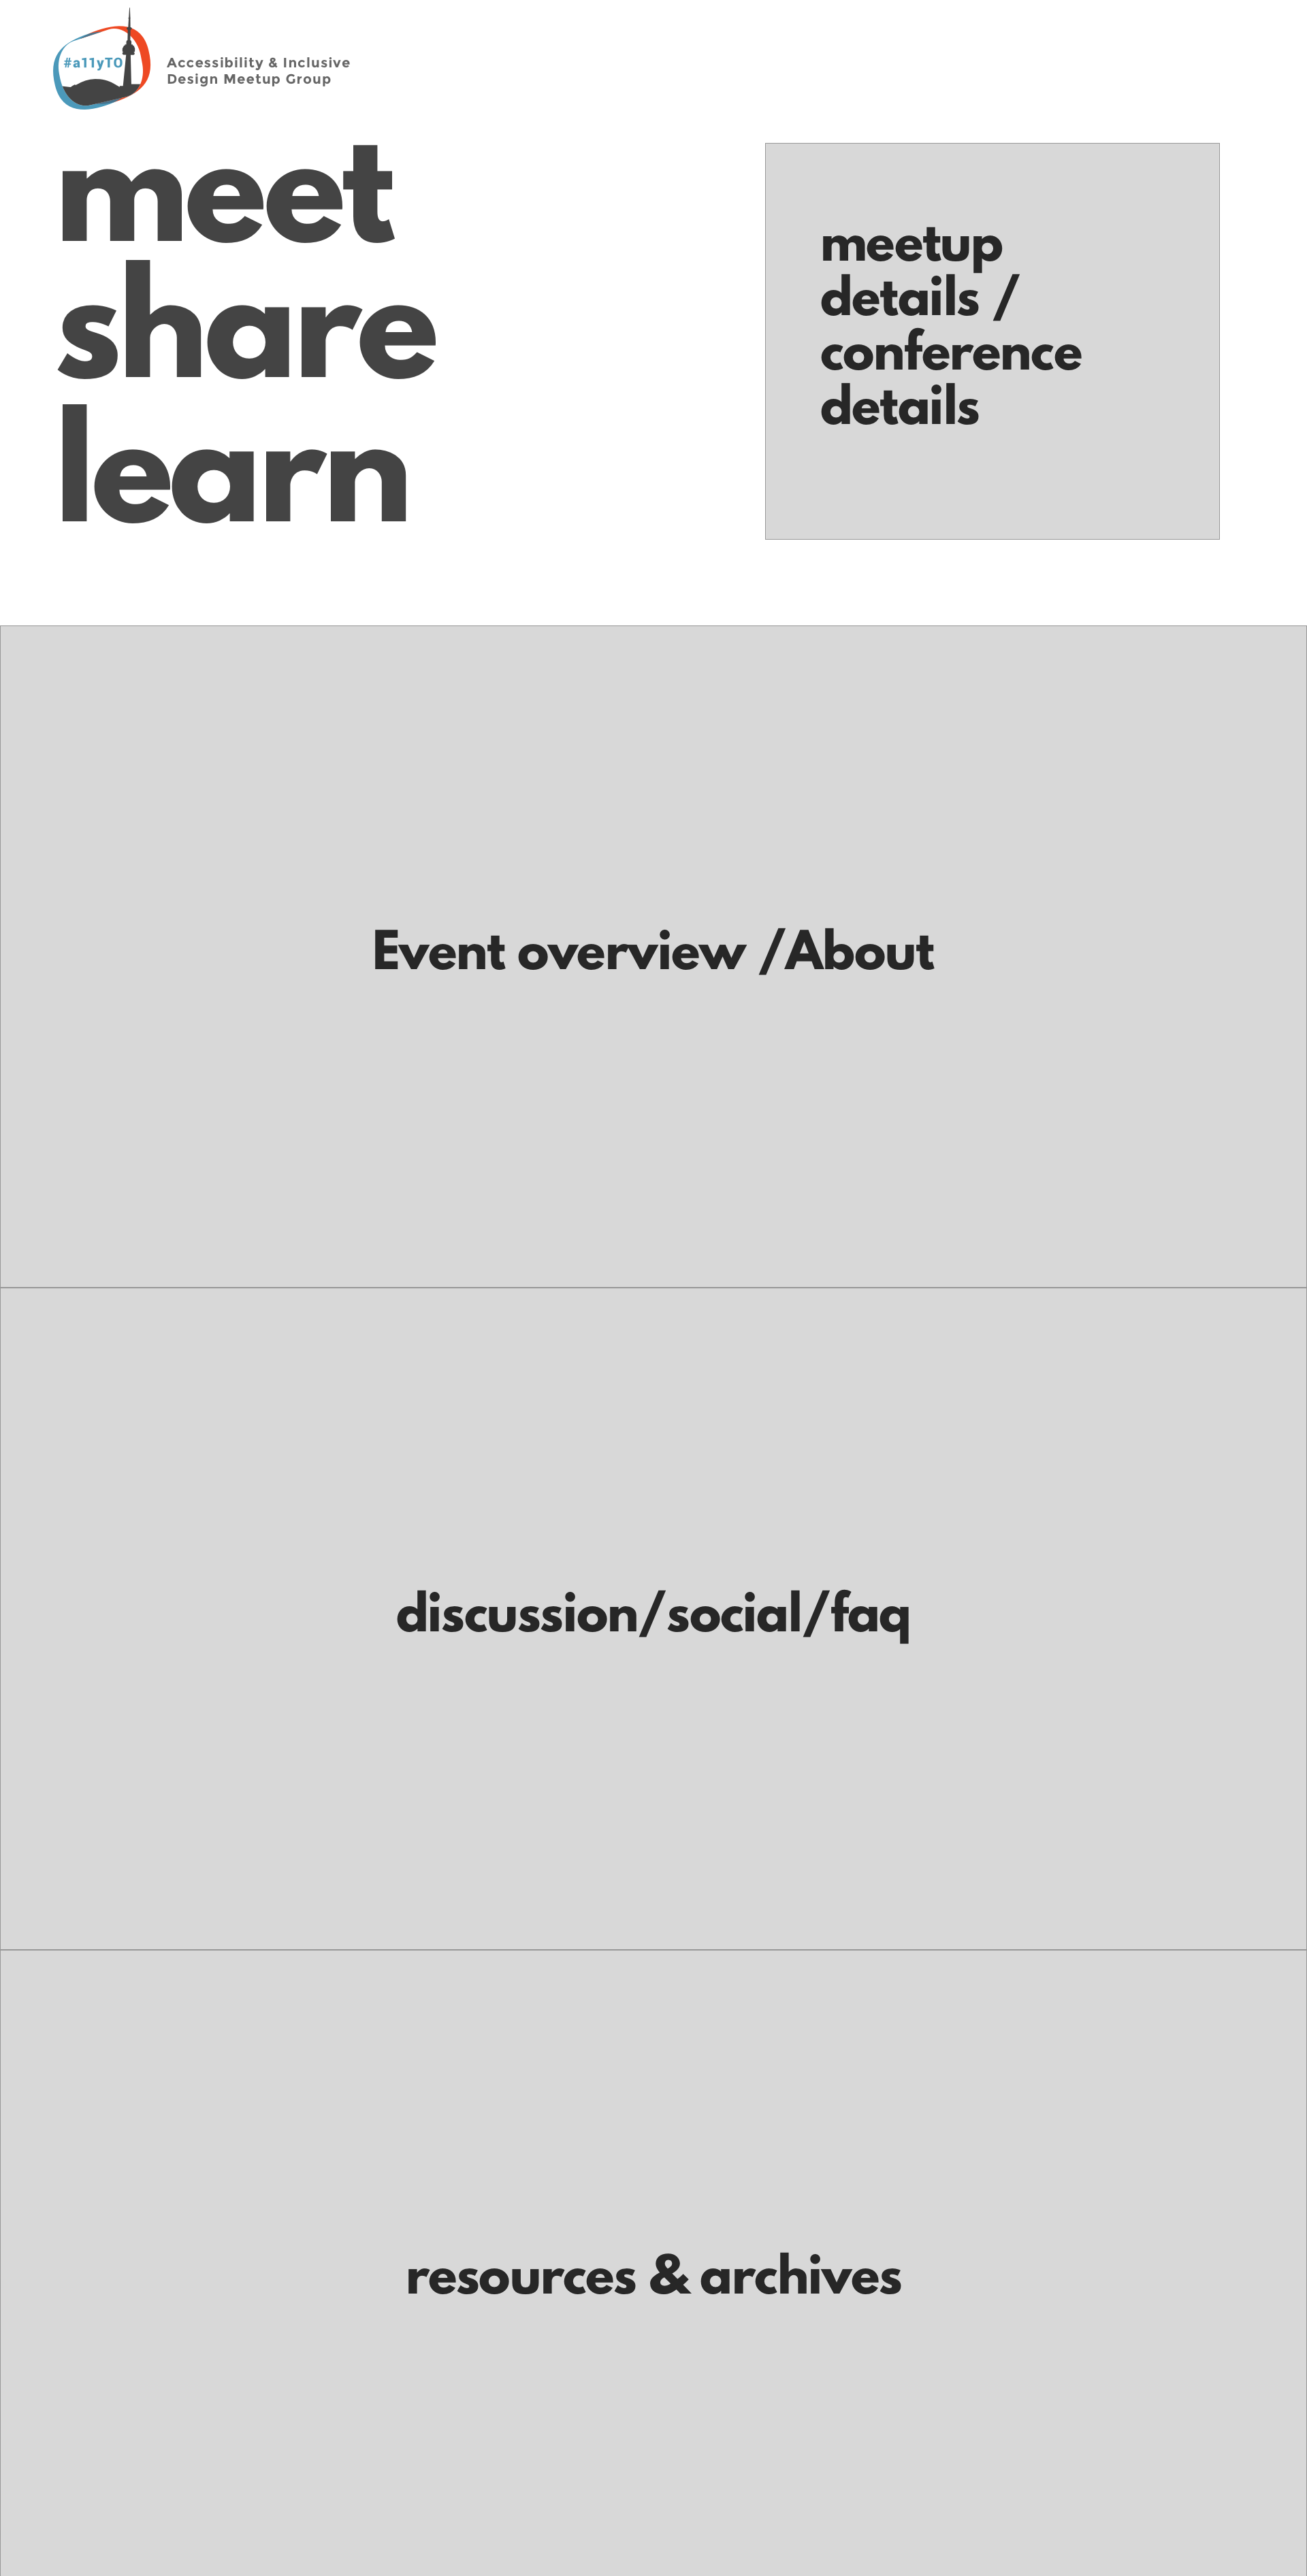 #a11yTO
Accessibility & Inclusive
Design Meetup Group
meet
share
learn
meetup
details /
conference
details
Event overview /About
discussion/social/faq
resources & archives